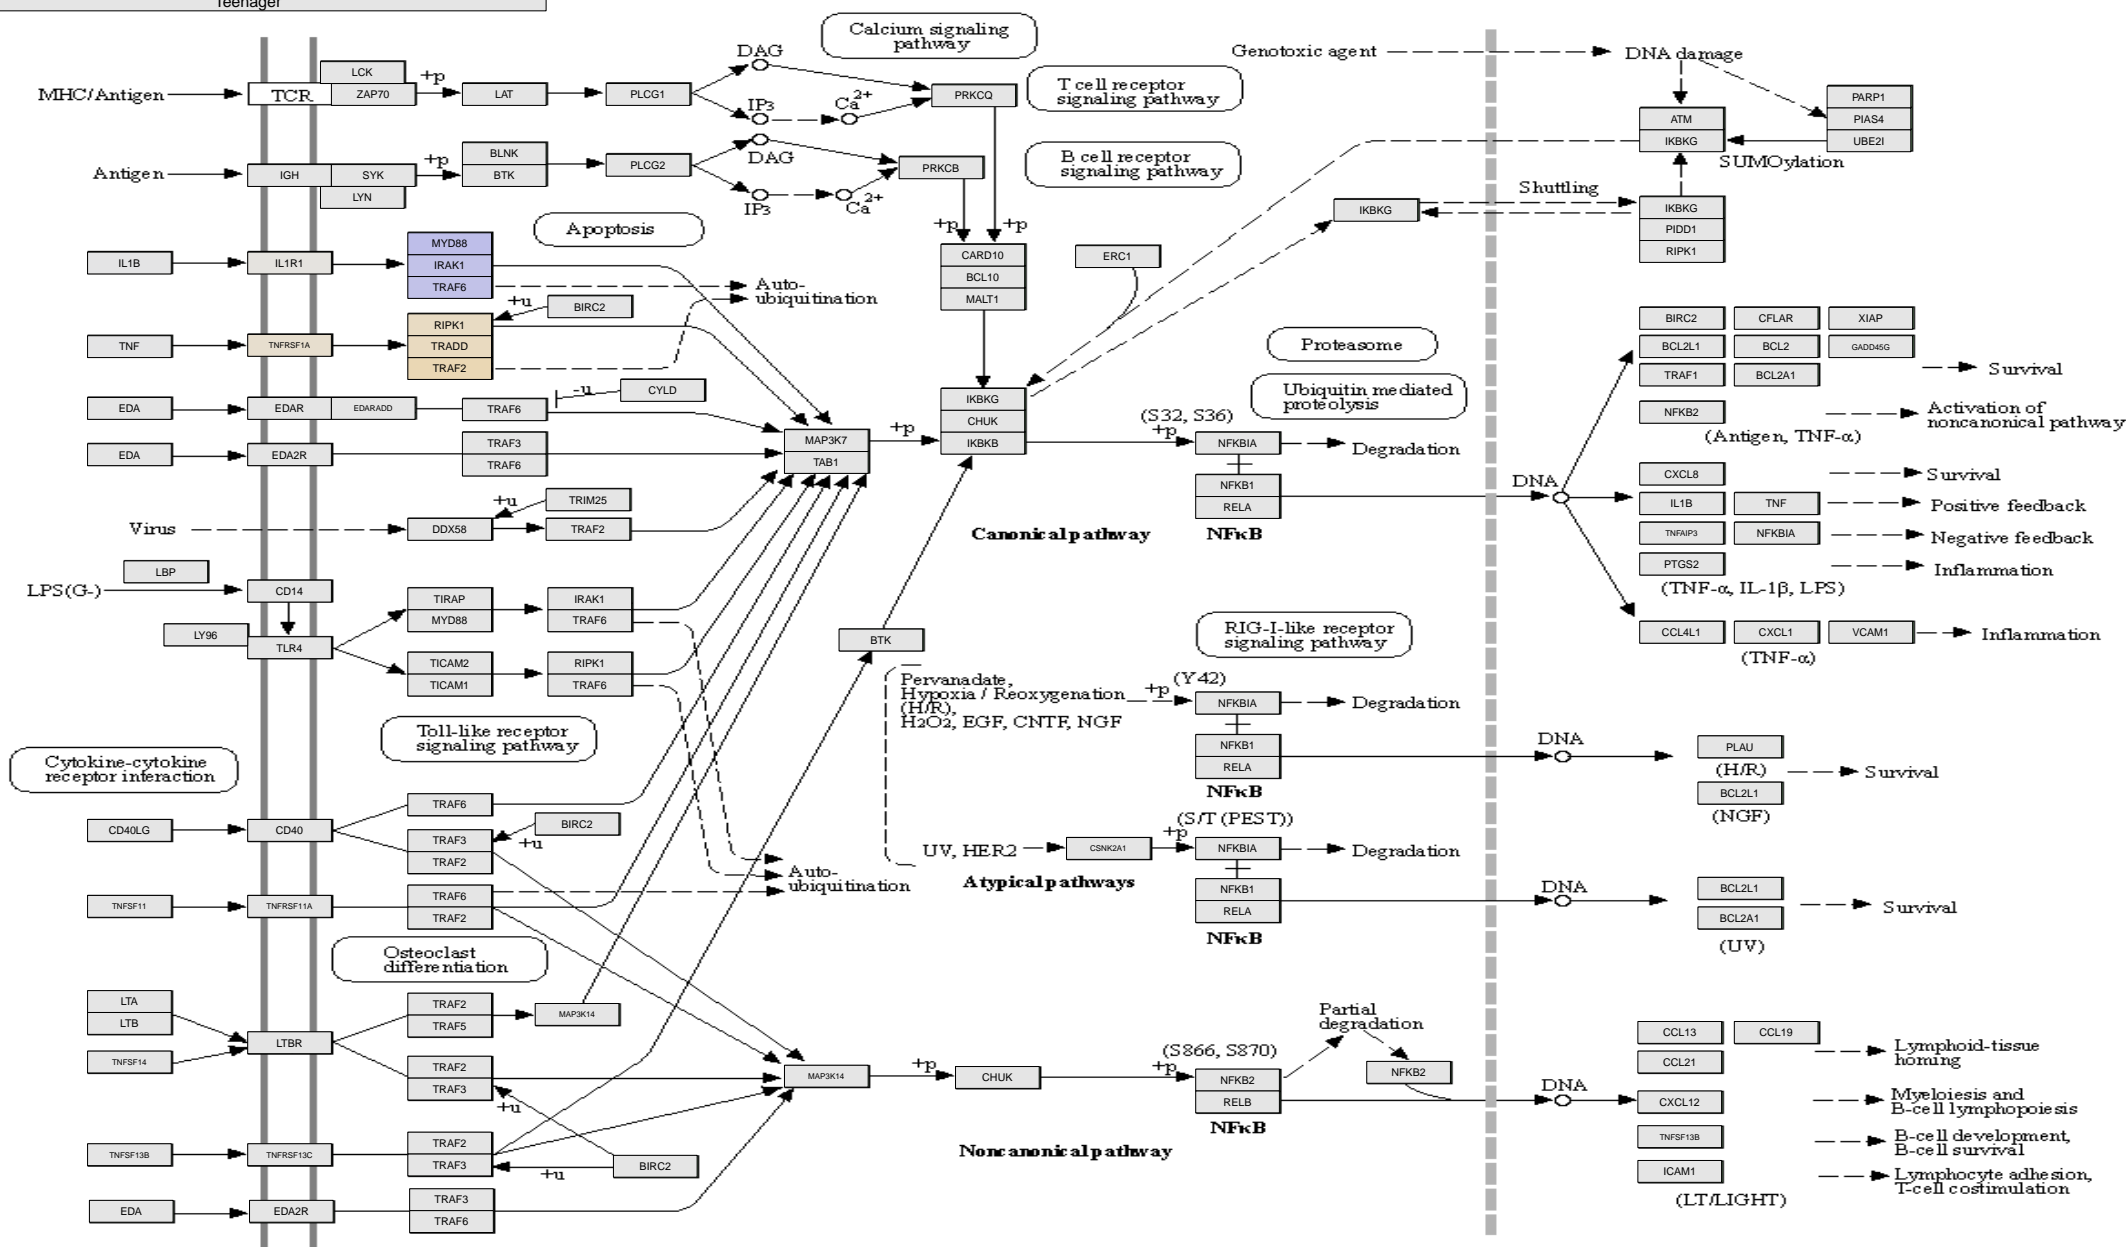 Teenager
Calcium signaling
pathway
DAG
Genotoxic agent
DNA damage
LCK
+p
T cell receptor
signaling pathway
MHC/Antigen
TCR
ZAP70
LAT
PLCG1
PRKCQ
PARP1
IP3
Ca2+
ATM
PIAS4
IKBKG
UBE2I
SUMOylation
BLNK
+p
DAG
B cell receptor
signaling pathway
Antigen
IGH
SYK
BTK
PLCG2
PRKCB
LYN
IP3
Ca2+
Shuttling
IKBKG
IKBKG
PIDD1
RIPK1
Apoptosis
+p
+p
MYD88
IL1B
IL1R1
IRAK1
TRAF6
CARD10
BCL10
MALT1
ERC1
Auto-
ubiquitination
+u
BIRC2
RIPK1
TNF
TNFRSF1A
TRADD
TRAF2
Proteasome
BIRC2
CFLAR
XIAP
BCL2L1
BCL2
GADD45G
Survival
TRAF1
BCL2A1
-u
CYLD
Ubiquitin mediated
proteolysis
EDA
EDAR
EDARADD
TRAF6
IKBKG
CHUK
IKBKB
(S32, S36)
+p
NFKB2
Activation of
noncanonical pathway
(Antigen, TNF-α)
MAP3K7
TAB1
+p
EDA
EDA2R
TRAF3
TRAF6
NFKBIA
Degradation
NFKB1
RELA
DNA
CXCL8
Survival
IL1B
TNF
Positive feedback
TNFAIP3
NFKBIA
Negative feedback
PTGS2
Inflammation
(TNF-α, IL-1β, LPS)
+u
TRIM25
Virus
DDX58
TRAF2
Canonical pathway
NFκB
LBP
LPS(G-)
CD14
TIRAP
MYD88
IRAK1
TRAF6
LY96
TLR4
TICAM2
TICAM1
RIPK1
TRAF6
BTK
RIG-I-like receptor
signaling pathway
CCL4L1
CXCL1
VCAM1
Inflammation
(TNF-α)
Pervanadate,
Hypoxia / Reoxygenation
(H/R),
H2O2, EGF, CNTF, NGF
+p
(Y42)
NFKBIA
Degradation
NFKB1
RELA
NFκB
DNA
PLAU
(H/R)
Survival
BCL2L1
(NGF)
Toll-like receptor
signaling pathway
Cytokine-cytokine
receptor interaction
TRAF6
CD40LG
CD40
TRAF3
TRAF2
BIRC2
+u
(S/T (PEST))
+p
UV, HER2
CSNK2A1
NFKBIA
Degradation
Auto-
ubiquitination
Atypical pathways
NFKB1
RELA
NFκB
DNA
BCL2L1
BCL2A1
Survival
(UV)
TNFSF11
TNFRSF11A
TRAF6
TRAF2
Osteoclast
differentiation
LTA
LTB
TRAF2
TRAF5
MAP3K14
TNFSF14
LTBR
TRAF2
TRAF3
+u
MAP3K14
+p
CHUK
(S866, S870)
+p
NFKB2
RELB
NFκB
Partial
degradation
NFKB2
DNA
CCL13
CCL19
CCL21
Lymphoid-tissue
homing
CXCL12
Myeloiesis and
B-cell lymphopoiesis
TNFSF13B
B-cell development,
B-cell survival
ICAM1
Lymphocyte adhesion,
T-cell costimulation
(LT/LIGHT)
Noncanonical pathway
TNFSF13B
TNFRSF13C
TRAF2
TRAF3
+u
BIRC2
EDA
EDA2R
TRAF3
TRAF6